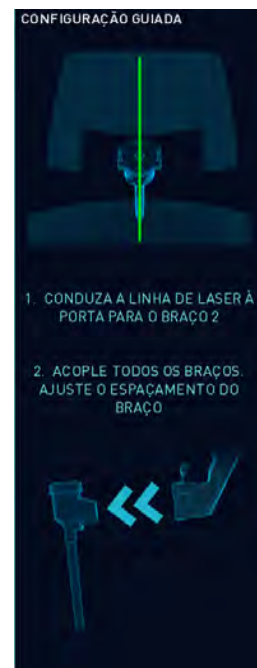 CONFIGURAÇÃO GUIADA
1. CONDUZA A LINHA DE LASER À
PORTA PARA O BRAÇO 2
2. ACOPLE TODOS OS BRAÇOS.
AJUSTE O ESPAÇAMENTO DO
BRAÇO